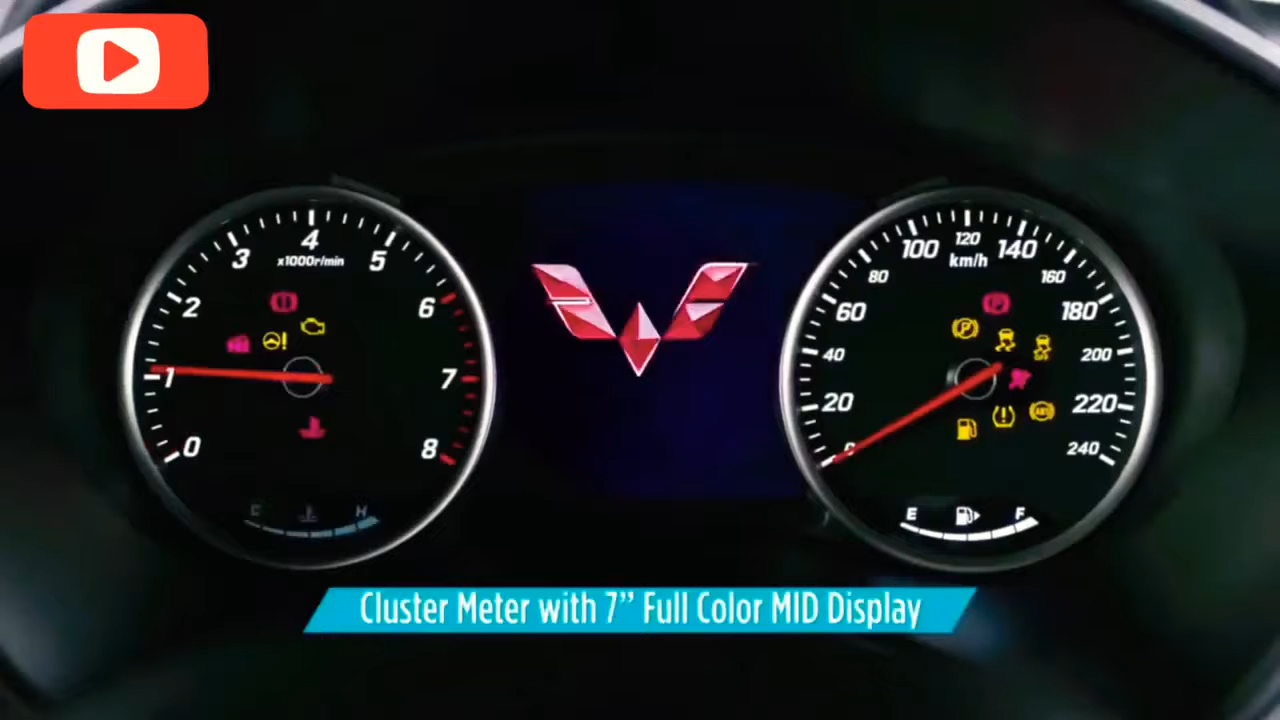 0
1
2
3
4
5
6
7
8
x1000r/min
C
H
0
20
40
60
80
100
120
140
160
180
200
220
240
km/h
P
P
ABS
E
F
Cluster Meter with 7” Full Color MID Display